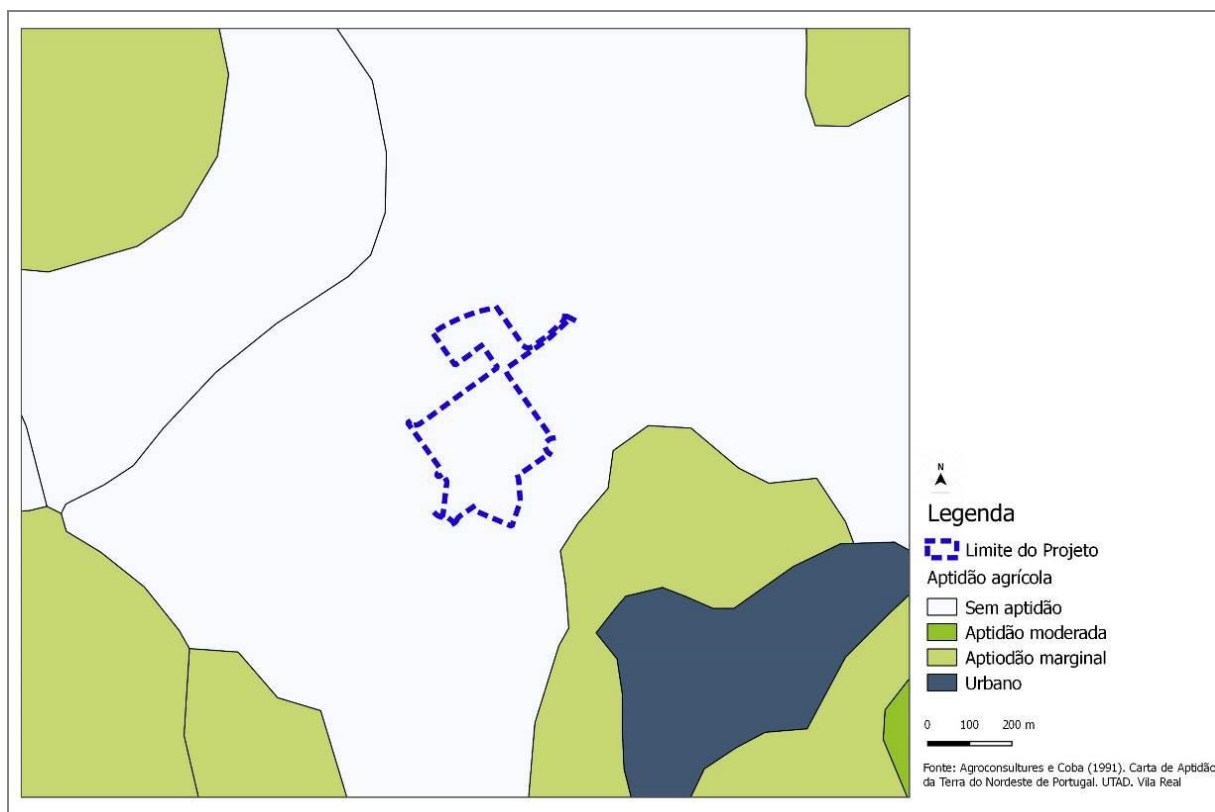 N
Legenda
Limite do Projeto
Aptidão agrícola
Sem aptidão
Aptidão moderada
Aptiodão marginal
Urbano
0 100 200 m
Fonte: Agroconsultures e Coba (1991). Carta de Aptidão
da Terra do Nordeste de Portugal. UTAD. Vila Real